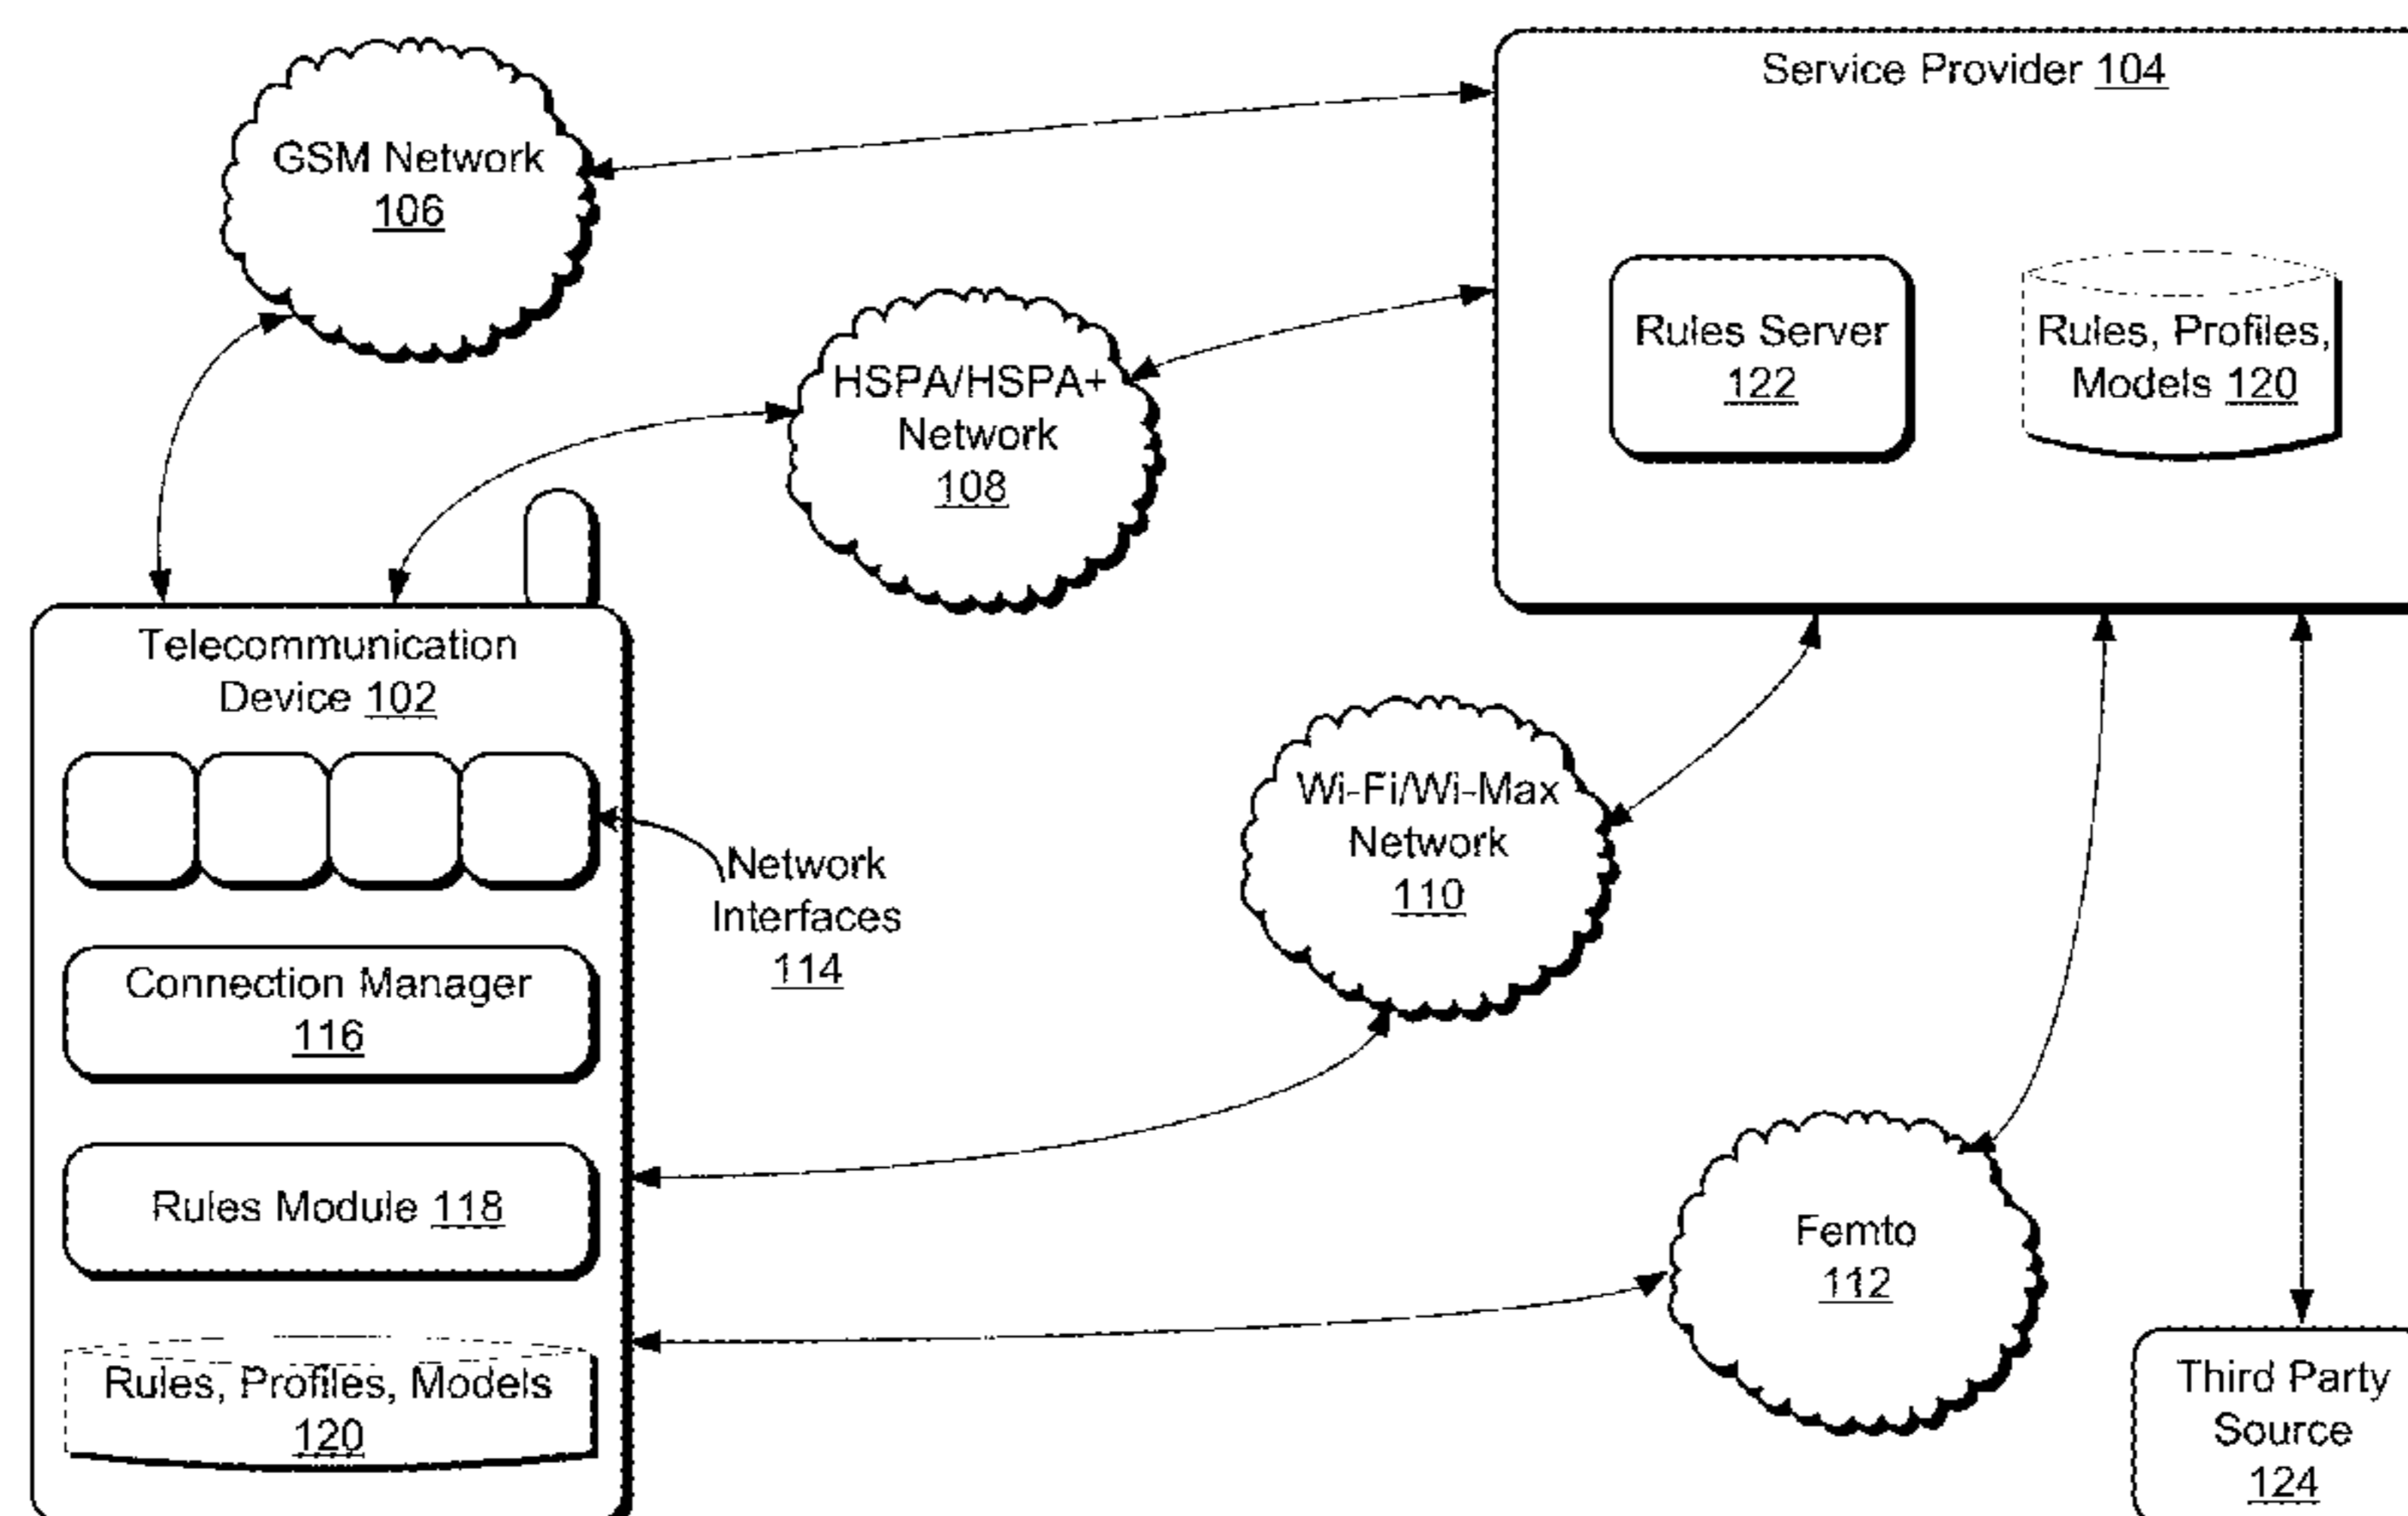 GSM Network
106
HSPA/HSPA+
Network
108
Service Provider 104
Rules Server
122
Rules, Profiles,
Models 120
Telecommunication
Device 102
Network
Interfaces
114
Connection Manager
116
Rules Module 118
Rules, Profiles, Models
120
Wi-Fi/Wi-Max
Network
110
Femto
112
Third Party
Source
124